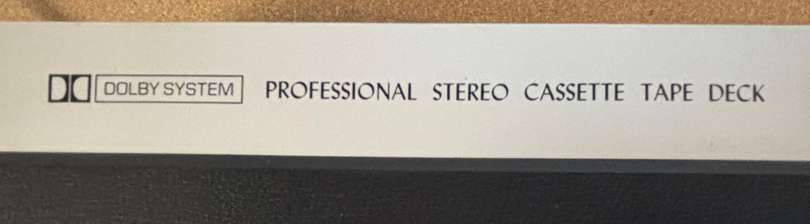 DOLBY SYSTEM PROFESSIONAL STEREO CASSETTE TAPE DECK